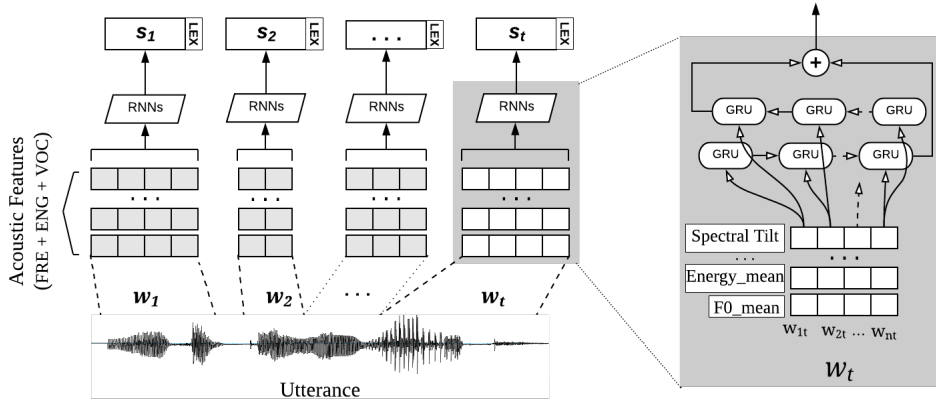 s1 LEX s2 LEX ... LEX st LEX
RNNs RNNs RNNs RNNs
Acoustic Features
(FRE + ENG + VOC)
... ... ... ...
w1 w2 ... wt
Utterance
+
GRU GRU GRU
GRU GRU GRU
Spectral Tilt
... ...
Energy_mean
F0_mean
w1t w2t ... wnt
wt